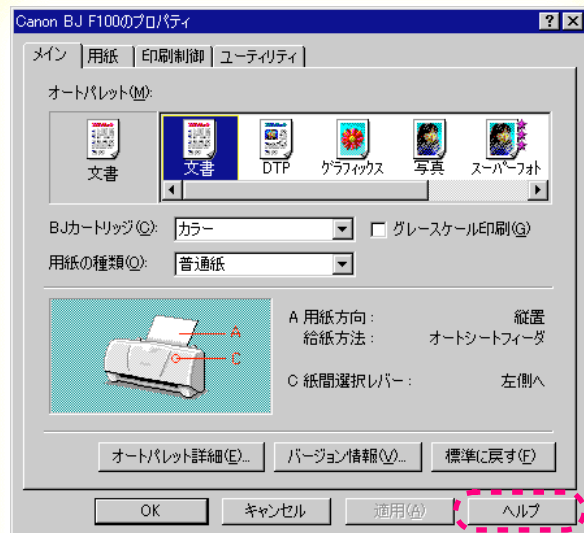 Canon BJ F100のプロパティ
メイン 用紙 印刷制御 ユーティリティ
オートパレット(M):
文書 文書 DTP グラフィックス 写真 スーパーフォト
BJカートリッジ(C): カラー グレースケール印刷(G)
用紙の種類(O): 普通紙
A 用紙方向: 縦置
給紙方法: オートシートフィーダ
A
C
C 紙間選択レバー: 左側へ
オートパレット詳細(E)... バージョン情報(V)... 標準に戻す(F)
OK キャンセル 適用(A) ヘルプ